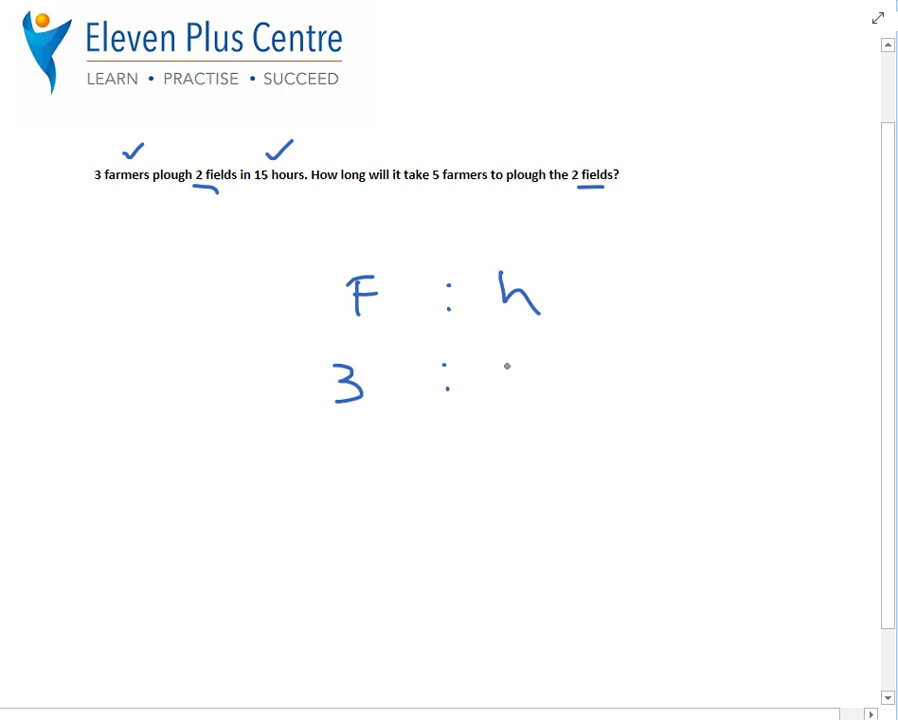 Eleven Plus Centre
LEARN • PRACTISE • SUCCEED
3 farmers plough 2 fields in 15 hours. How long will it take 5 farmers to plough the 2 fields?
F : h
3 :